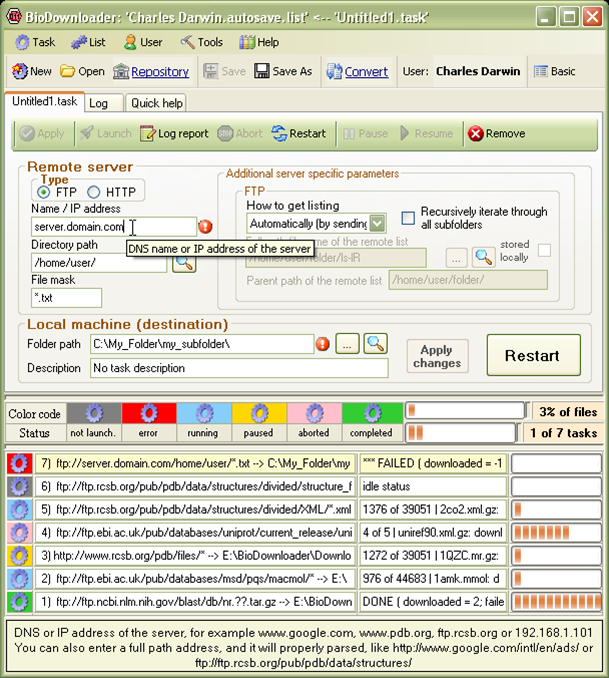 BioDownloader: 'Charles Darwin.autosave.list' <-- 'Untitled1.task'
Task List User Tools Help
New Open Repository Save Save As Convert User: Charles Darwin Basic
Untitled1.task Log Quick help
Apply Launch Log report Abort Restart Pause Resume Remove
Remote server
Type
FTP HTTP
Name / IP address
server.domain.com
DNS name or IP address of the server
Directory path
/home/user/
File mask
*.txt
Additional server specific parameters
FTP
How to get listing
Automatically (by sending
Recursively iterate through
all subfolders
me of the remote list
/home/user/folder/ls-lR
...
stored
locally
Parent path of the remote list /home/user/folder/
Local machine (destination)
Folder path C:\My_Folder\my_subfolder\ ...
Description No task description
Apply
changes
Restart
Color code 3% of files
Status not launch. error running paused aborted completed 1 of 7 tasks
7) ftp://server.domain.com/home/user/*.txt --> C:\My_Folder\my *** FAILED ( downloaded = -1
6) ftp://ftp.rcsb.org/pub/pdb/data/structures/divided/structure_f idle status
5) ftp://ftp.rcsb.org/pub/pdb/data/structures/divided/XML/*.xml 1376 of 39051 | 2co2.xml.gz:
4) ftp://ftp.ebi.ac.uk/pub/databases/uniprot/current_release/uni 4 of 5 | uniref90.xml.gz: downl
3) http://www.rcsb.org/pdb/files/* --> E:\BioDownloader\Downlo 1272 of 39051 | 1QZC.mr.gz:
2) ftp://ftp.ebi.ac.uk/pub/databases/msd/pqs/macmol/* --> E:\ 976 of 44683 | 1amk.mmol: d
1) ftp://ftp.ncbi.nlm.nih.gov/blast/db/nr.??.tar.gz --> E:\BioDown DONE ( downloaded = 2; faile
DNS or IP address of the server, for example www.google.com, www.pdb.org, ftp.rcsb.org or 192.168.1.101
You can also enter a full path address, and it will properly parsed, like http://www.google.com/intl/en/ads/ or
ftp://ftp.rcsb.org/pub/pdb/data/structures/